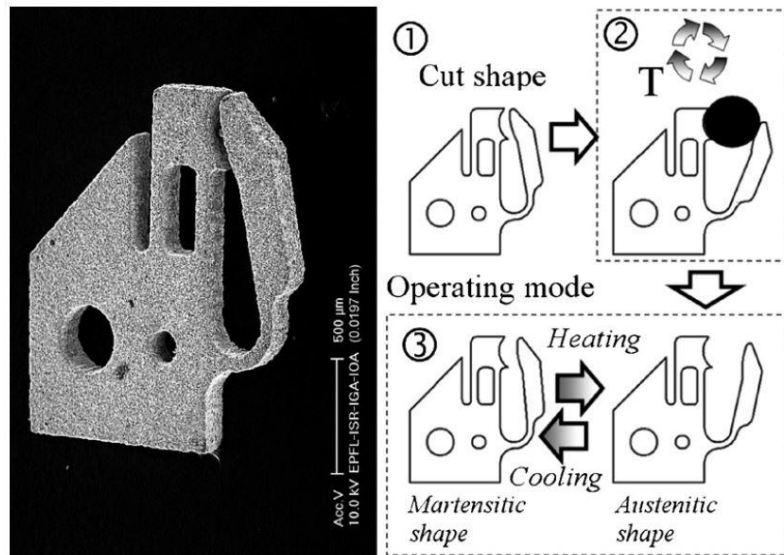 Acc.V 500 µm
10.0 kV EPFL-ISR-IGA-IOA (0.0197 Inch)
①
Cut shape
②
T
Operating mode
③
Heating
Cooling
Martensitic
shape
Austenitic
shape